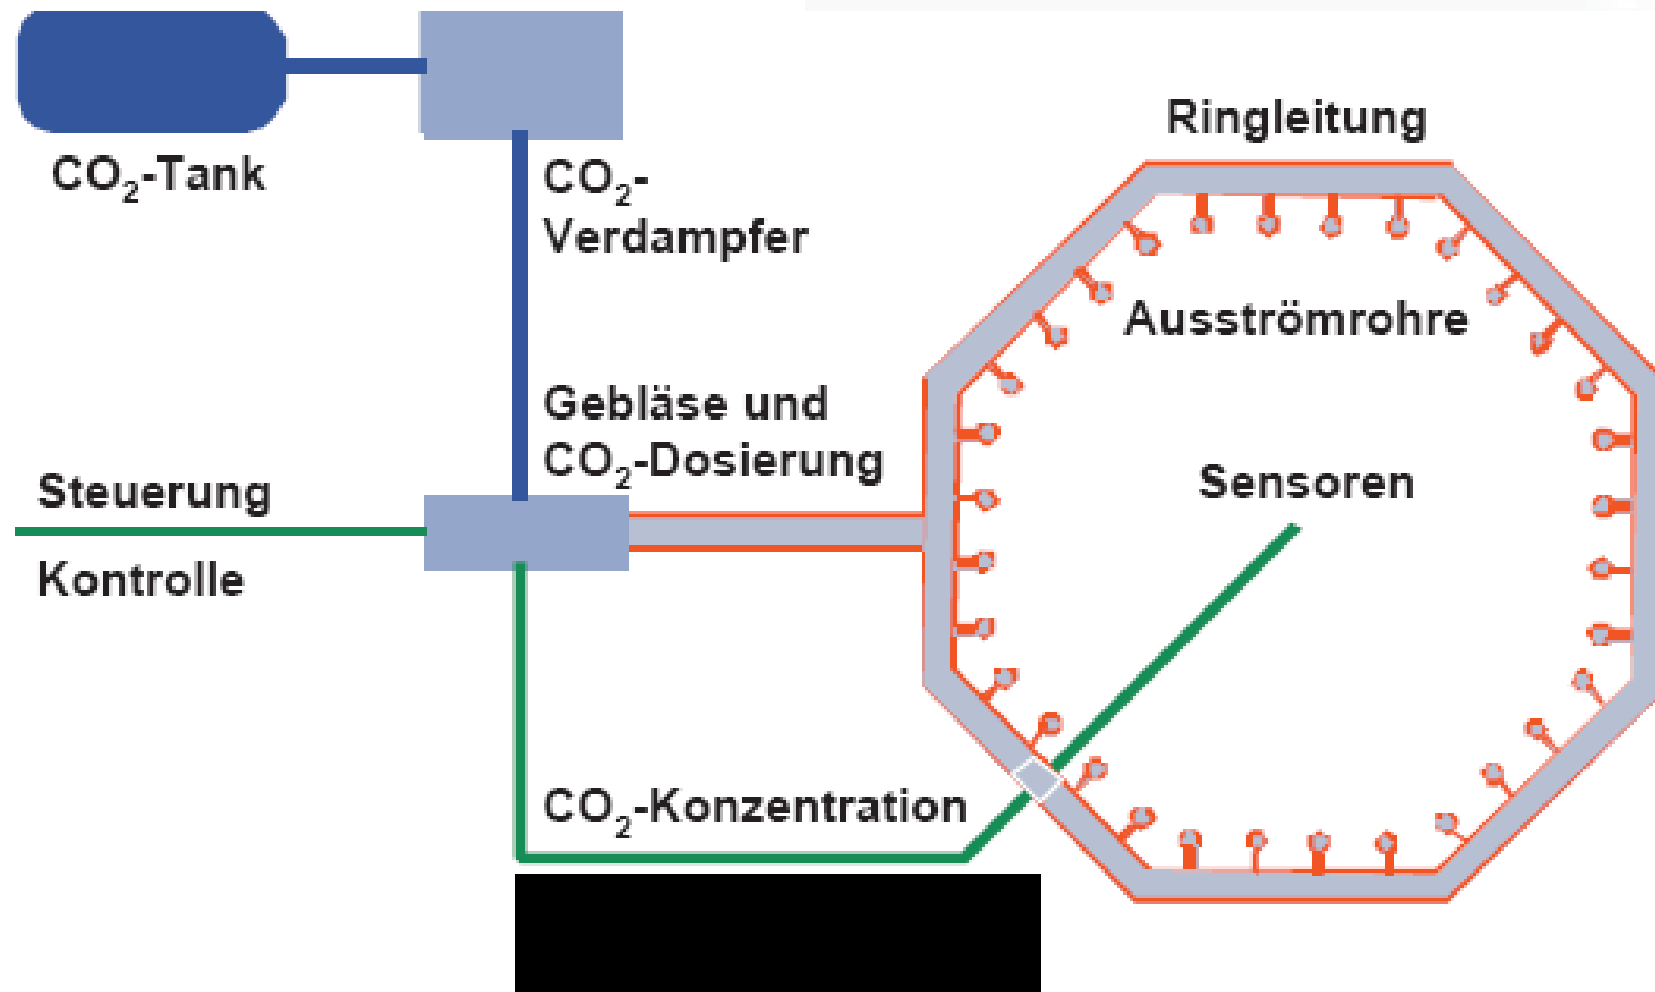 CO₂-Tank
CO₂-
Verdampfer
Ringleitung
Ausströmrohre
Gebläse und
CO₂-Dosierung
Steuerung
Kontrolle
Sensoren
CO₂-Konzentration